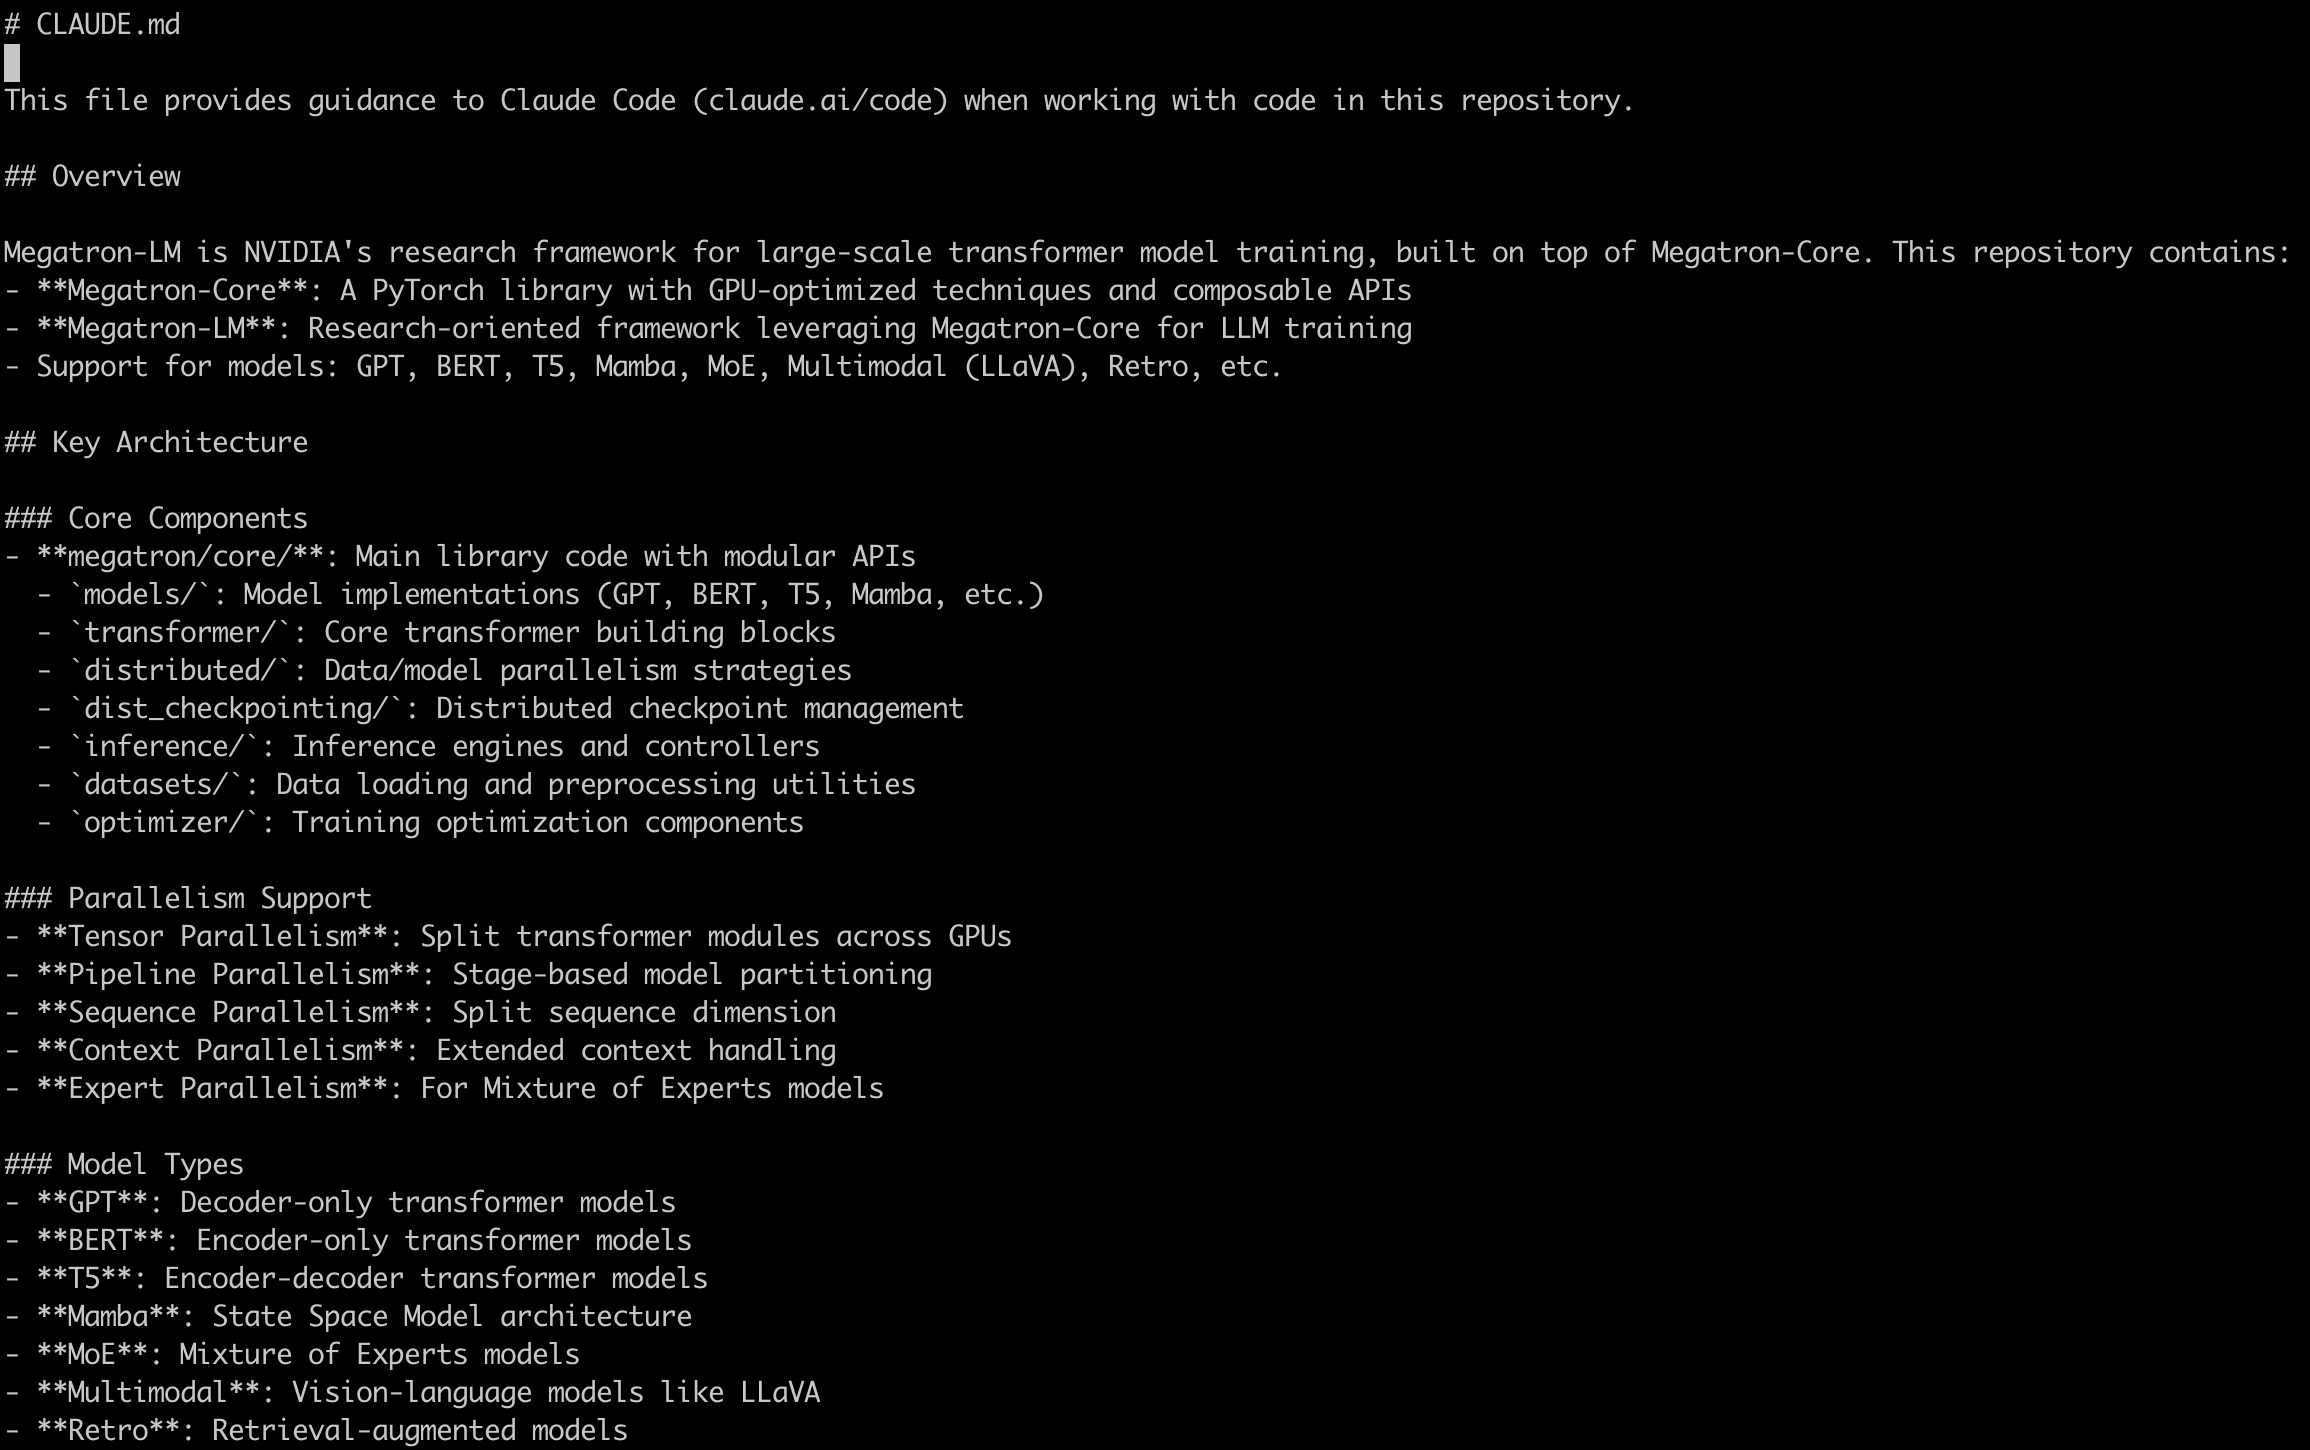 # CLAUDE.md
This file provides guidance to Claude Code (claude.ai/code) when working with code in this repository.
## Overview
Megatron-LM is NVIDIA's research framework for large-scale transformer model training, built on top of Megatron-Core. This repository contains:
- **Megatron-Core**: A PyTorch library with GPU-optimized techniques and composable APIs
- **Megatron-LM**: Research-oriented framework leveraging Megatron-Core for LLM training
- Support for models: GPT, BERT, T5, Mamba, MoE, Multimodal (LLaVA), Retro, etc.
## Key Architecture
### Core Components
- **megatron/core/**: Main library code with modular APIs
  - `models/`: Model implementations (GPT, BERT, T5, Mamba, etc.)
  - `transformer/`: Core transformer building blocks
  - `distributed/`: Data/model parallelism strategies
  - `dist_checkpointing/`: Distributed checkpoint management
  - `inference/`: Inference engines and controllers
  - `datasets/`: Data loading and preprocessing utilities
  - `optimizer/`: Training optimization components
### Parallelism Support
- **Tensor Parallelism**: Split transformer modules across GPUs
- **Pipeline Parallelism**: Stage-based model partitioning
- **Sequence Parallelism**: Split sequence dimension
- **Context Parallelism**: Extended context handling
- **Expert Parallelism**: For Mixture of Experts models
### Model Types
- **GPT**: Decoder-only transformer models
- **BERT**: Encoder-only transformer models
- **T5**: Encoder-decoder transformer models
- **Mamba**: State Space Model architecture
- **MoE**: Mixture of Experts models
- **Multimodal**: Vision-language models like LLaVA
- **Retro**: Retrieval-augmented models